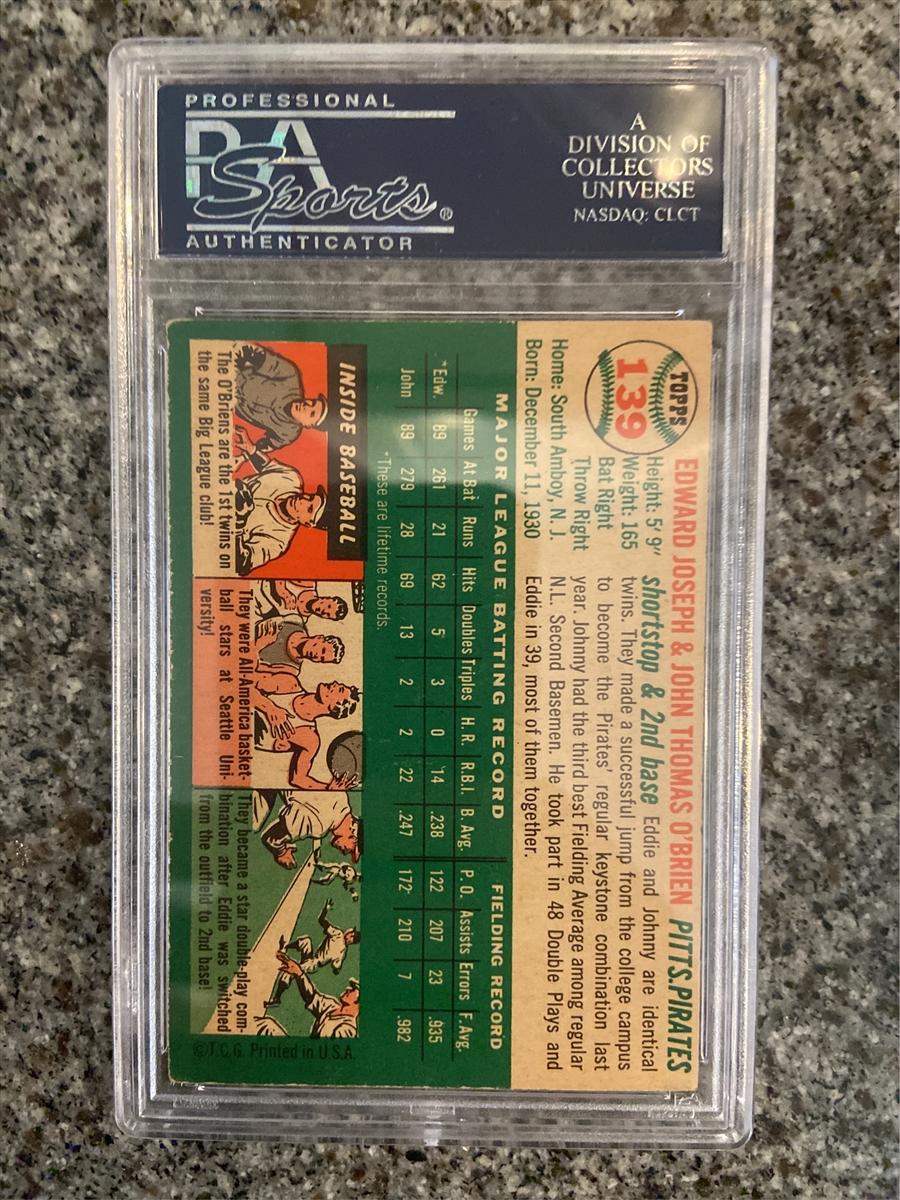 PROFESSIONAL
PSA
Sports®
AUTHENTICATOR
A
DIVISION OF
COLLECTORS
UNIVERSE
NASDAQ: CLCT
TOPPS
139
EDWARD JOSEPH & JOHN THOMAS O'BRIEN PITTS. PIRATES
Height: 5' 9"
Weight: 165
Bat Right
Throw Right
Home: South Amboy, N. J.
Born: December 11, 1930
shortstop & 2nd base Eddie and Johnny are identical
twins. They made a successful jump from the college campus
to become the Pirates' regular keystone combination last
year. Johnny had the third best Fielding Average among regular
N.L. Second Basemen. He took part in 48 Double Plays and
Eddie in 39, most of them together.
MAJOR LEAGUE BATTING RECORD FIELDING RECORD
Games At Bat Runs Hits Doubles Triples H.R. R.B.I. B. Avg. P.O. Assists Errors F. Avg.
*Edw. 89 261 21 62 5 3 0 14 .238 122 207 23 .935
John 89 279 28 69 13 2 2 22 .247 172 210 7 .982
*These are lifetime records.
INSIDE BASEBALL
The O'Briens are the 1st twins on
the same Big League club!
They were All-America basket-
ball stars at Seattle Uni-
versity!
They became a star double-play com-
bination after Eddie was switched
from the outfield to 2nd base!
©T.C.G. Printed in U.S.A.